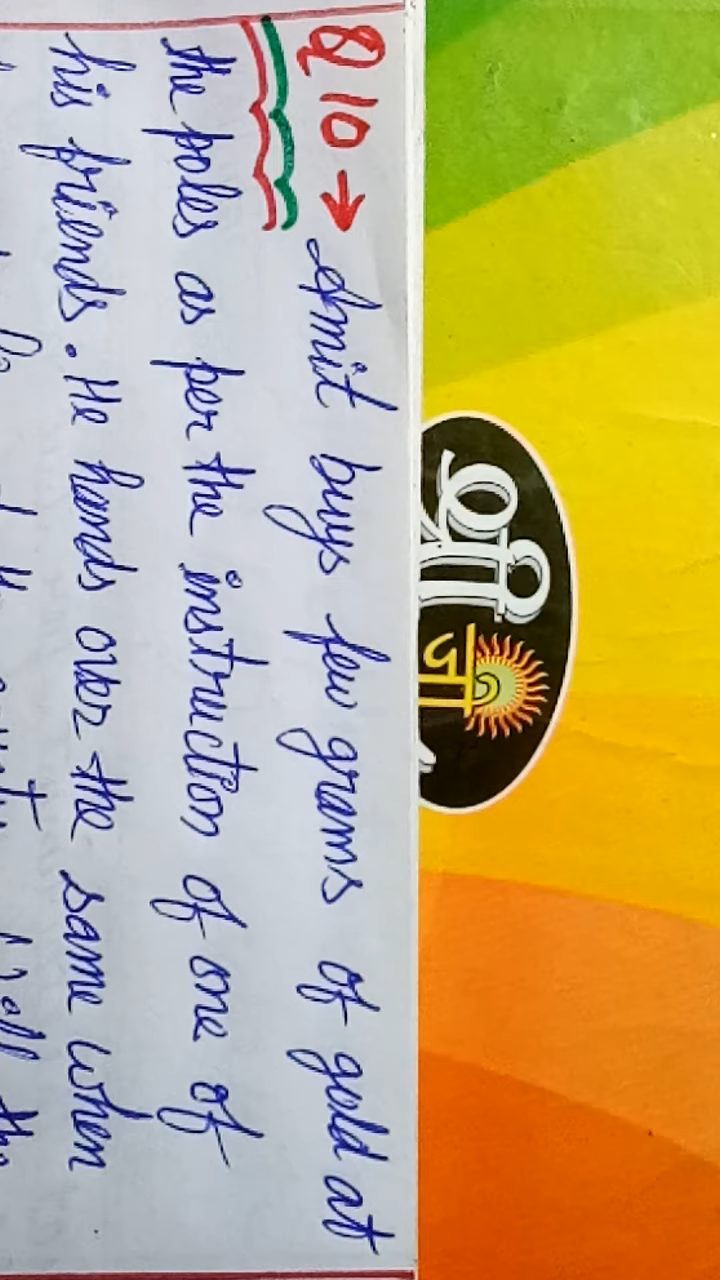 श्री
Q 10 →
Amit buys few grams of gold at
the poles as per the instruction of one of
his friends. He hands over the same when